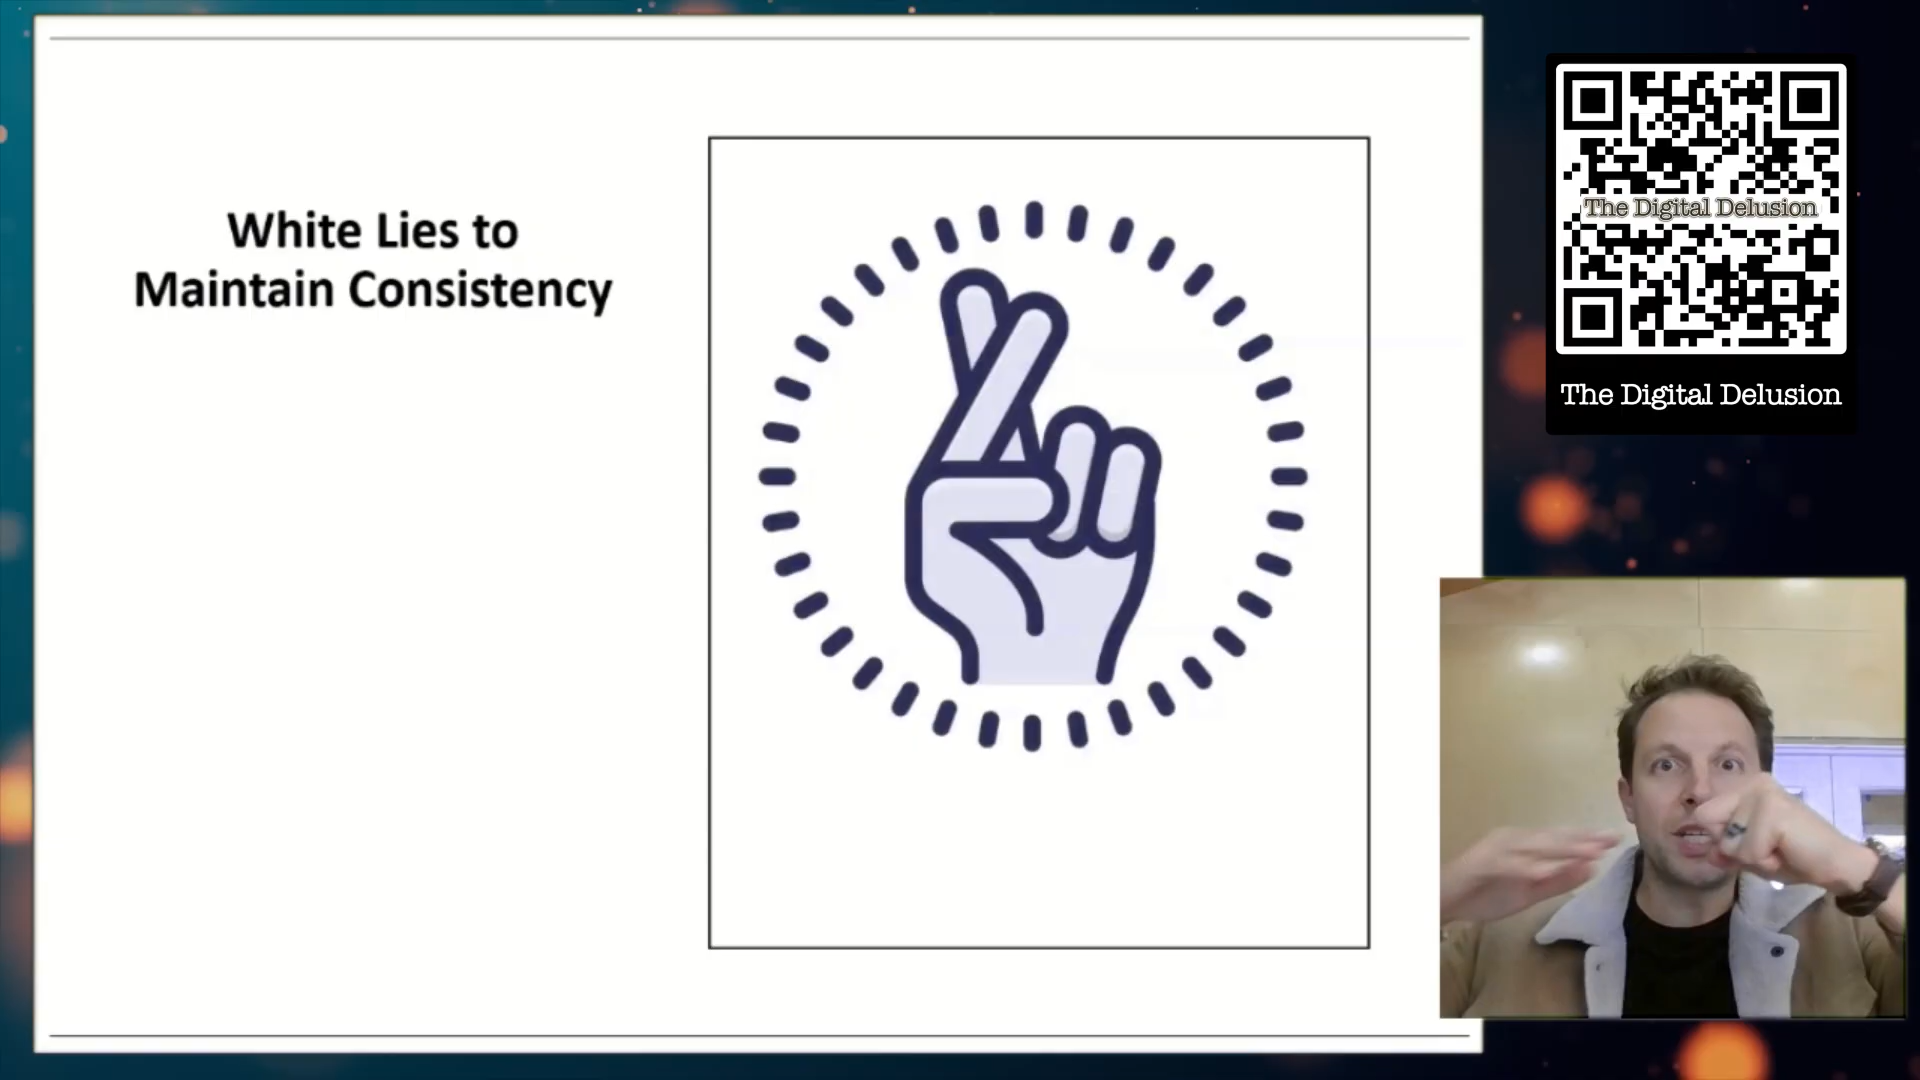 White Lies to
Maintain Consistency
The Digital Delusion
The Digital Delusion